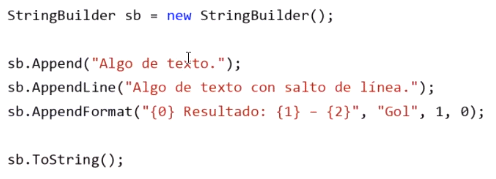 StringBuilder sb = new StringBuilder();
sb.Append("Algo de texto.");
sb.AppendLine("Algo de texto con salto de línea.");
sb.AppendFormat("{0} Resultado: {1} – {2}", "Gol", 1, 0);
sb.ToString();